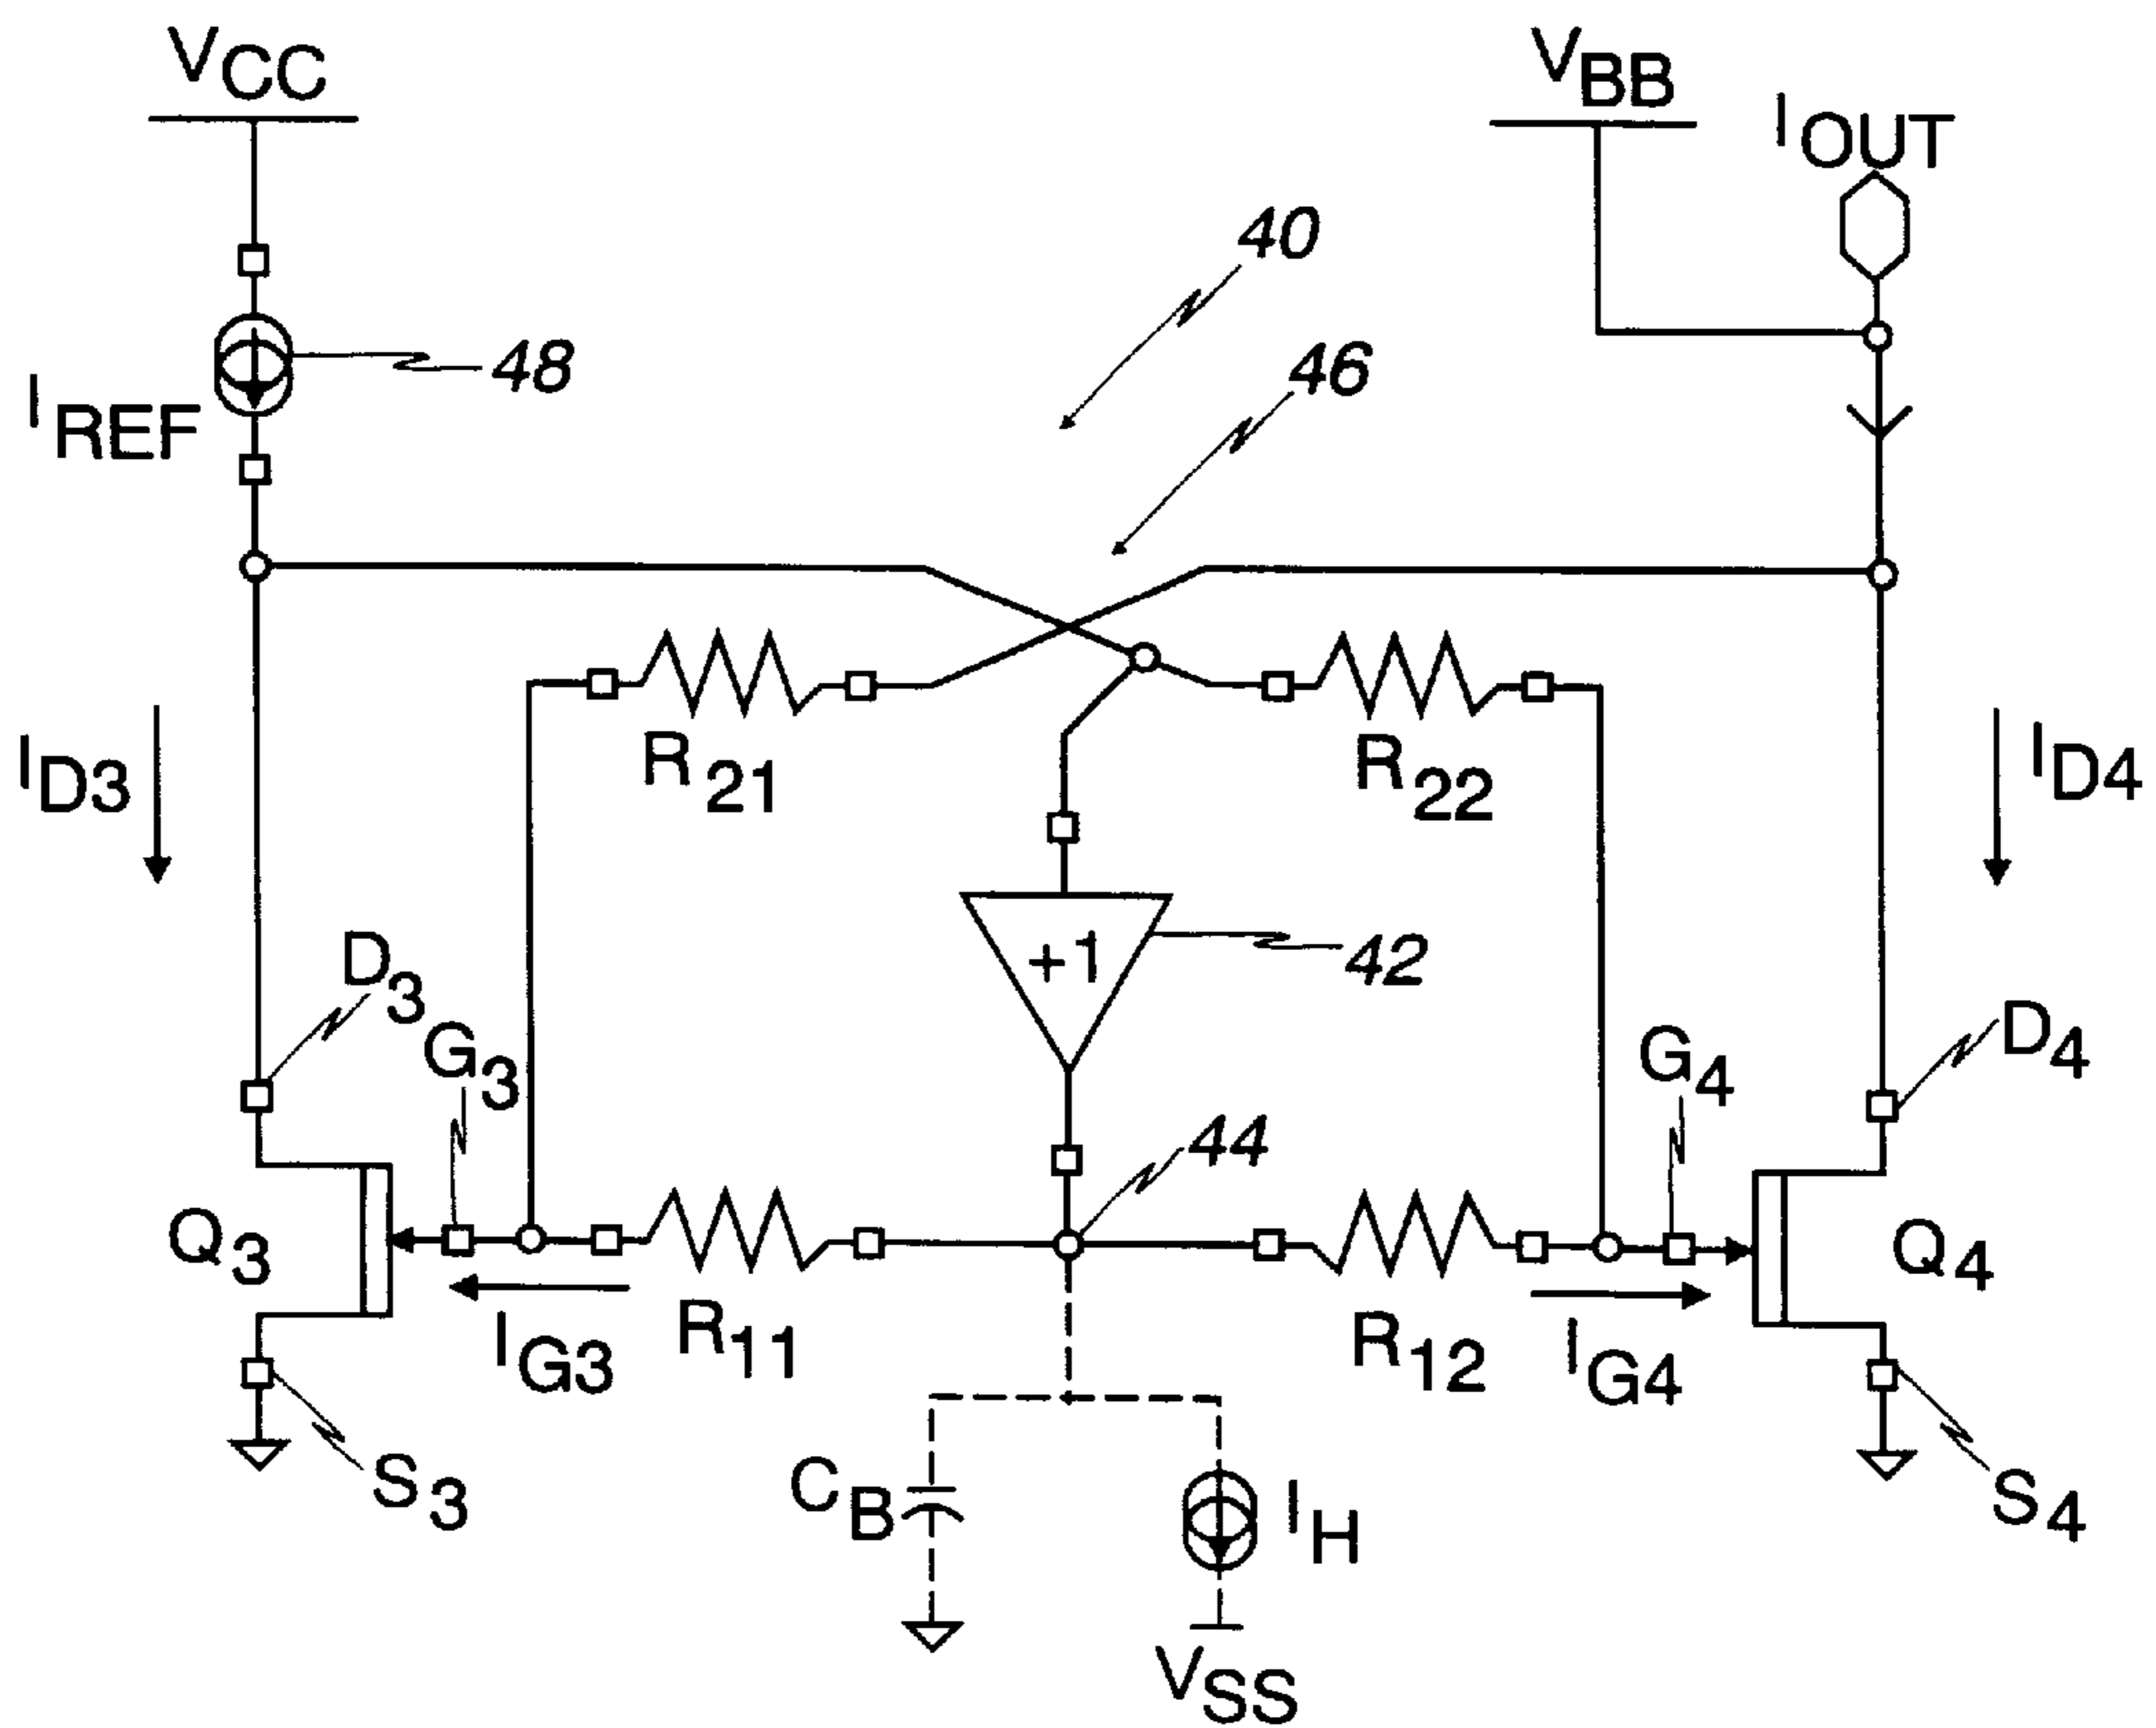 VCC
VBB
IOUT
40
46
48
IREF
R21
R22
ID3
ID4
D3
+1
42
G3
G4
D4
44
Q3
Q4
IG3
R11
R12
IG4
S3
CB
IH
S4
VSS